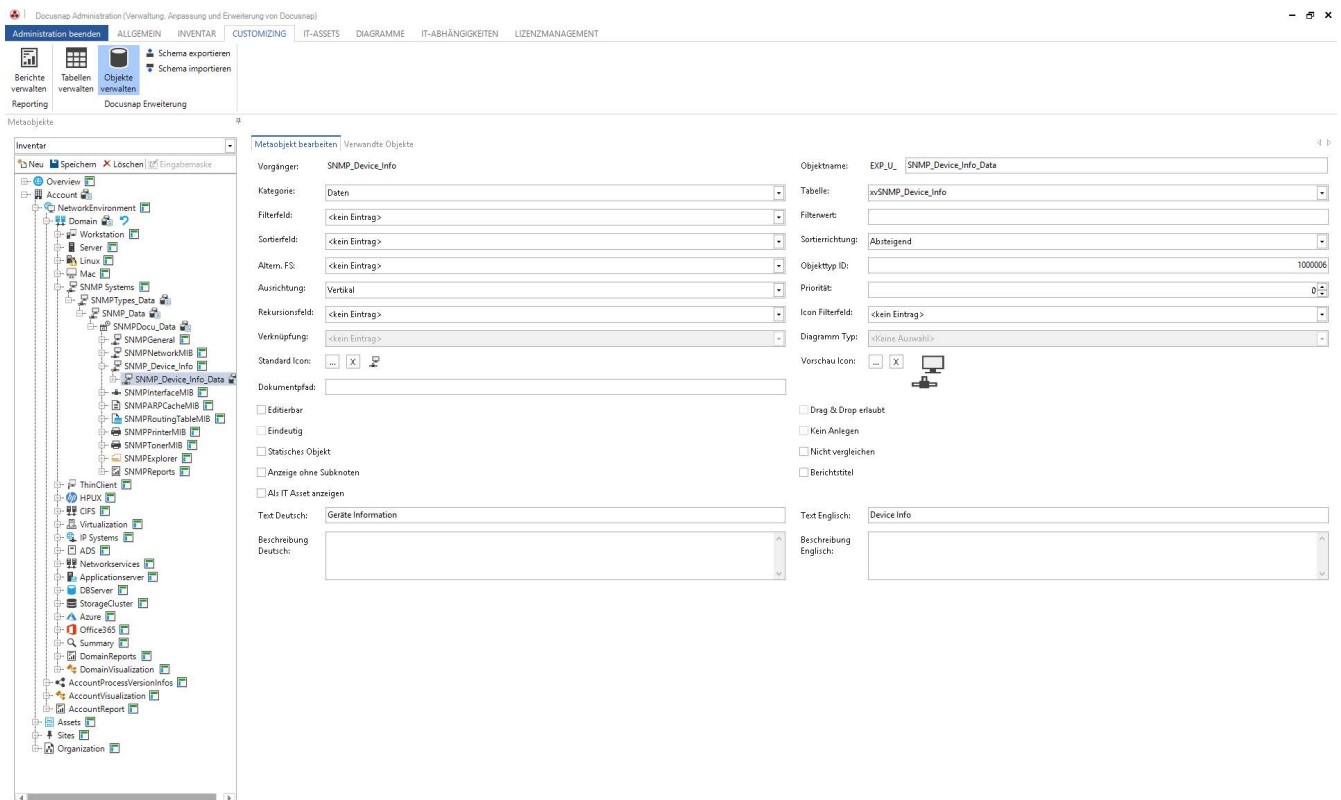 Docusnap Administration (Verwaltung, Anpassung und Erweiterung von Docusnap)
Administration beenden ALLGEMEIN INVENTAR CUSTOMIZING IT-ASSETS DIAGRAMME IT-ABHÄNGIGKEITEN LIZENZMANAGEMENT
Berichte verwalten
Tabellen verwalten
Objekte verwalten
Schema exportieren
Schema importieren
Reporting
Docusnap Erweiterung
Metaobjekte
Inventar
Neu Speichern Löschen Eingabemaske
Overview
Account
NetworkEnvironment
Domain
Workstation
Server
Linux
Mac
SNMP Systems
SNMPTypes_Data
SNMP_Data
SNMPDocu_Data
SNMPGeneral
SNMPNetworkMIB
SNMP_Device_Info
SNMP_Device_Info_Data
SNMPInterfaceMIB
SNMPARPCacheMIB
SNMPRoutingTableMIB
SNMPPrinterMIB
SNMPTonerMIB
SNMPExplorer
SNMPReports
ThinClient
HPUX
CIFS
Virtualization
IP Systems
ADS
Networkservices
Applicationserver
DBServer
StorageCluster
Azure
Office365
Summary
DomainReports
DomainVisualization
AccountProcessVersionInfos
AccountVisualization
AccountReport
Assets
Sites
Organization
Metaobjekt bearbeiten Verwandte Objekte
Vorgänger: SNMP_Device_Info Objektname: EXP_U_ SNMP_Device_Info_Data
Kategorie: Daten Tabelle: xvSNMP_Device_Info
Filterfeld: <kein Eintrag> Filterwert:
Sortierfeld: <kein Eintrag> Sortierrichtung: Absteigend
Altern. FS: <kein Eintrag> Objekttyp ID: 1000006
Ausrichtung: Vertikal Priorität: 0
Rekursionsfeld: <kein Eintrag> Icon Filterfeld: <kein Eintrag>
Verknüpfung: <kein Eintrag> Diagramm Typ: <Keine Auswahl>
Standard Icon: ... X Vorschau Icon: ... X
Dokumentpfad:
Editierbar Drag & Drop erlaubt
Eindeutig Kein Anlegen
Statisches Objekt Nicht vergleichen
Anzeige ohne Subknoten Berichtstitel
Als IT Asset anzeigen
Text Deutsch: Geräte Information Text Englisch: Device Info
Beschreibung Deutsch: Beschreibung Englisch: